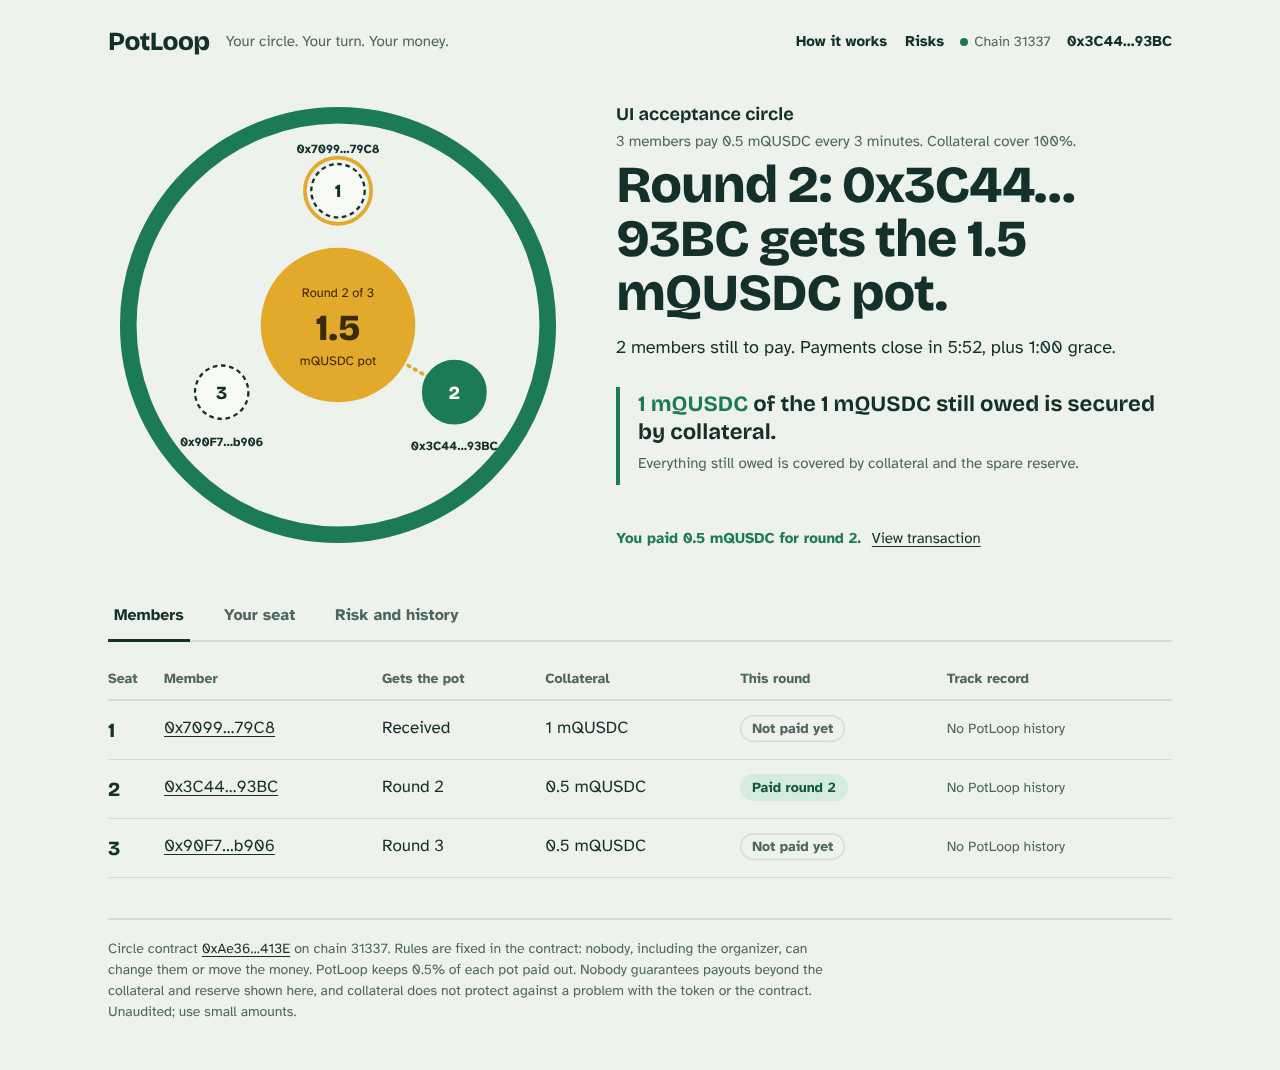 PotLoop
Your circle. Your turn. Your money.
How it works
Risks
Chain 31337
0x3C44…93BC
0x7099…79C8
1
Round 2 of 3
1.5
mQUSDC pot
3
0x90F7…b906
2
0x3C44…93BC
UI acceptance circle
3 members pay 0.5 mQUSDC every 3 minutes. Collateral cover 100%.
Round 2: 0x3C44…
93BC gets the 1.5
mQUSDC pot.
2 members still to pay. Payments close in 5:52, plus 1:00 grace.
1 mQUSDC of the 1 mQUSDC still owed is secured
by collateral.
Everything still owed is covered by collateral and the spare reserve.
You paid 0.5 mQUSDC for round 2. View transaction
Members
Your seat
Risk and history
Seat Member Gets the pot Collateral This round Track record
1 0x7099…79C8 Received 1 mQUSDC Not paid yet No PotLoop history
2 0x3C44…93BC Round 2 0.5 mQUSDC Paid round 2 No PotLoop history
3 0x90F7…b906 Round 3 0.5 mQUSDC Not paid yet No PotLoop history
Circle contract 0xAe36…413E on chain 31337. Rules are fixed in the contract: nobody, including the organizer, can
change them or move the money. PotLoop keeps 0.5% of each pot paid out. Nobody guarantees payouts beyond the
collateral and reserve shown here, and collateral does not protect against a problem with the token or the contract.
Unaudited; use small amounts.